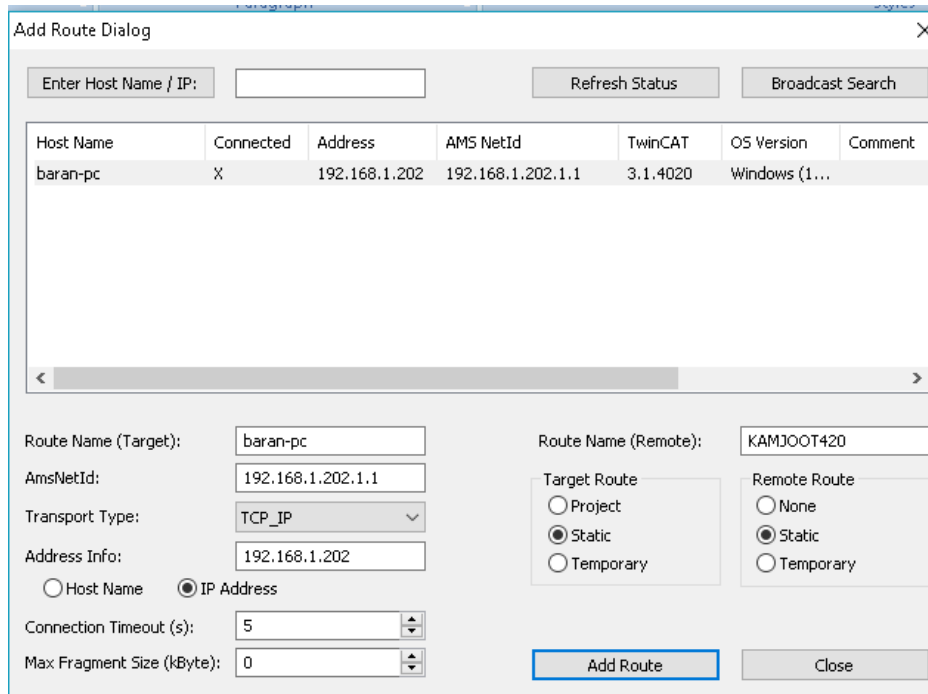 Add Route Dialog
Enter Host Name / IP: Refresh Status Broadcast Search
Host Name Connected Address AMS NetId TwinCAT OS Version Comment
baran-pc X 192.168.1.202 192.168.1.202.1.1 3.1.4020 Windows (1...
Route Name (Target): baran-pc Route Name (Remote): KAMJOOT420
AmsNetId: 192.168.1.202.1.1 Target Route Remote Route
Transport Type: TCP_IP Project None
Address Info: 192.168.1.202 Static Static
Host Name IP Address Temporary Temporary
Connection Timeout (s): 5
Max Fragment Size (kByte): 0 Add Route Close